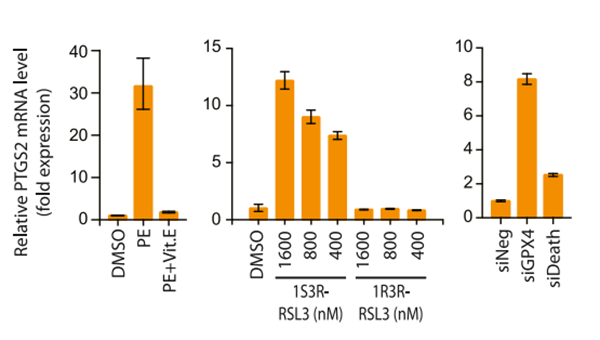 Relative PTGS2 mRNA level
(fold expression)
40
30
20
10
0
DMSO
PE
PE+Vit.E
15
10
5
0
DMSO
1600
800
400
1600
800
400
1S3R-
RSL3 (nM)
1R3R-
RSL3 (nM)
10
8
6
4
2
0
siNeg
siGPX4
siDeath